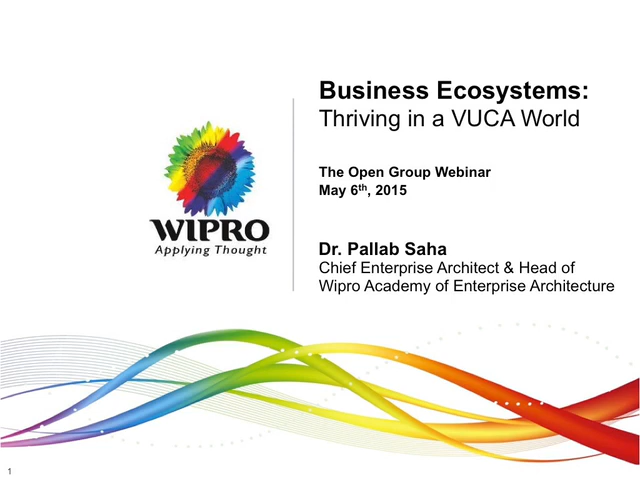 Business Ecosystems:
Thriving in a VUCA World
The Open Group Webinar
May 6th, 2015
WIPRO
Applying Thought
Dr. Pallab Saha
Chief Enterprise Architect & Head of
Wipro Academy of Enterprise Architecture
1